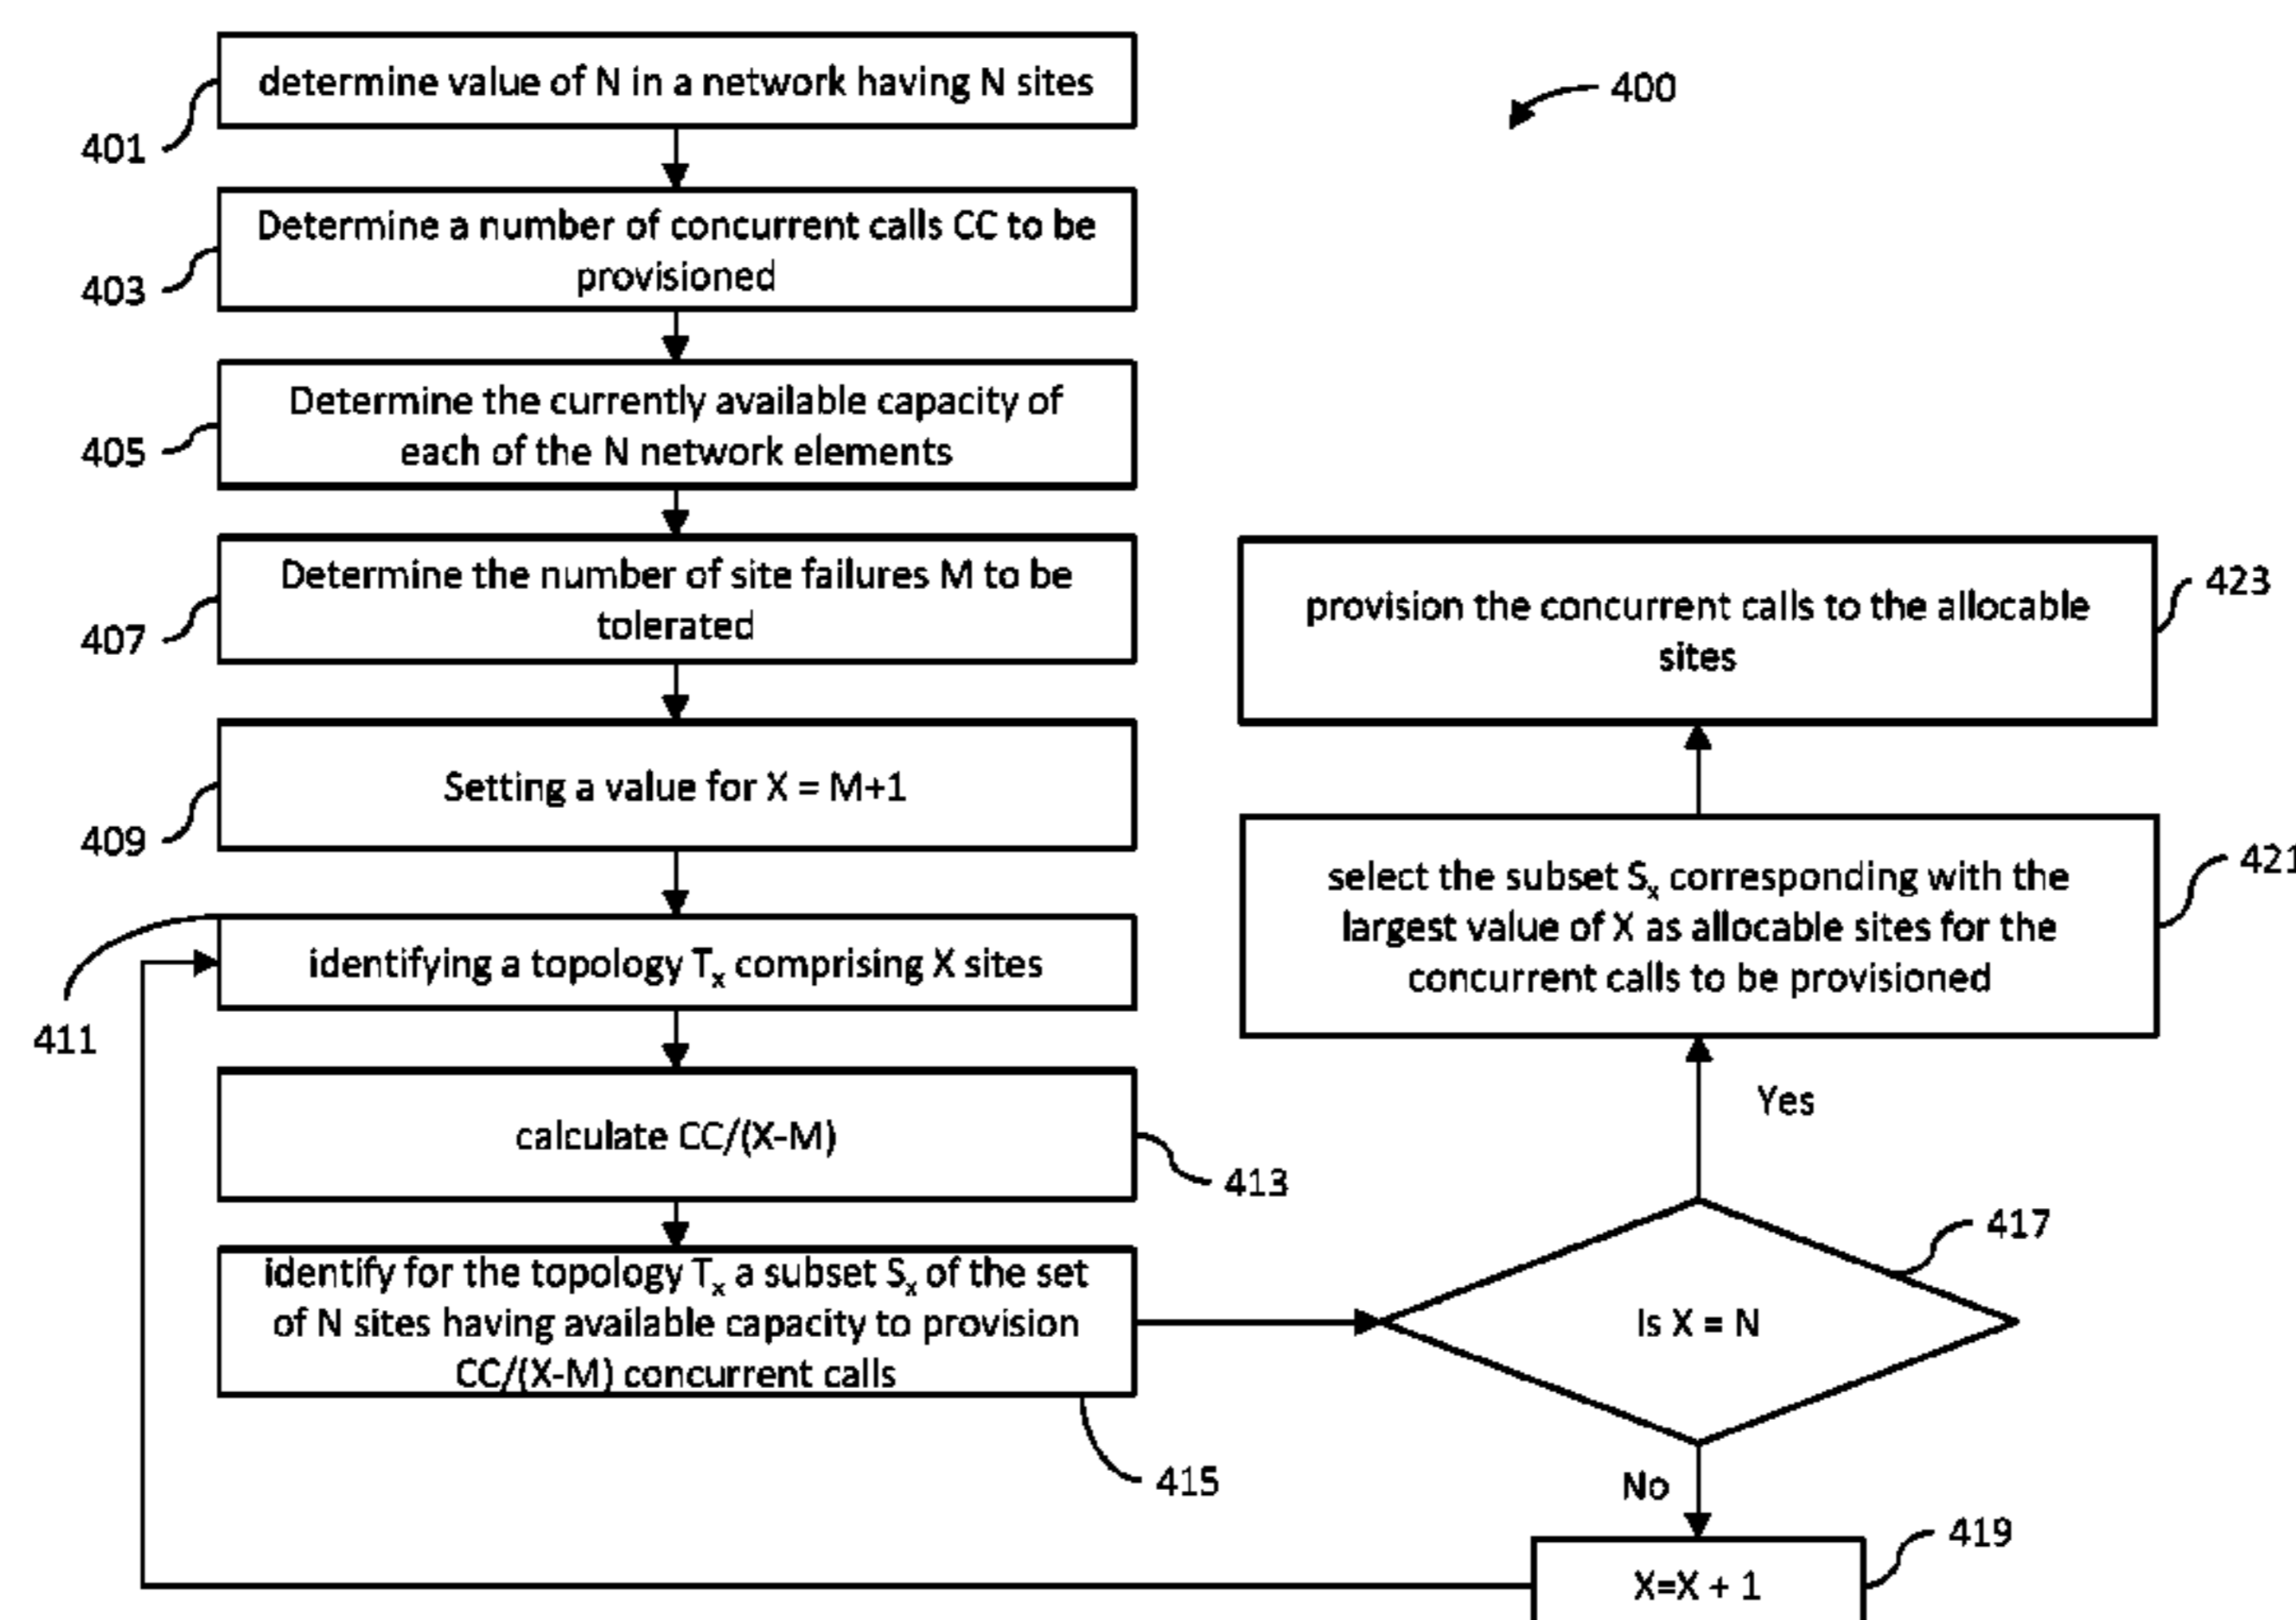 determine value of N in a network having N sites
401
400
Determine a number of concurrent calls CC to be
provisioned
403
Determine the currently available capacity of
each of the N network elements
405
Determine the number of site failures M to be
tolerated
407
Setting a value for X = M+1
409
identifying a topology Tx comprising X sites
411
calculate CC/(X-M)
413
identify for the topology Tx a subset Sx of the set
of N sites having available capacity to provision
CC/(X-M) concurrent calls
415
Is X = N
417
No
X=X + 1
419
Yes
select the subset Sx corresponding with the
largest value of X as allocable sites for the
concurrent calls to be provisioned
421
provision the concurrent calls to the allocable
sites
423